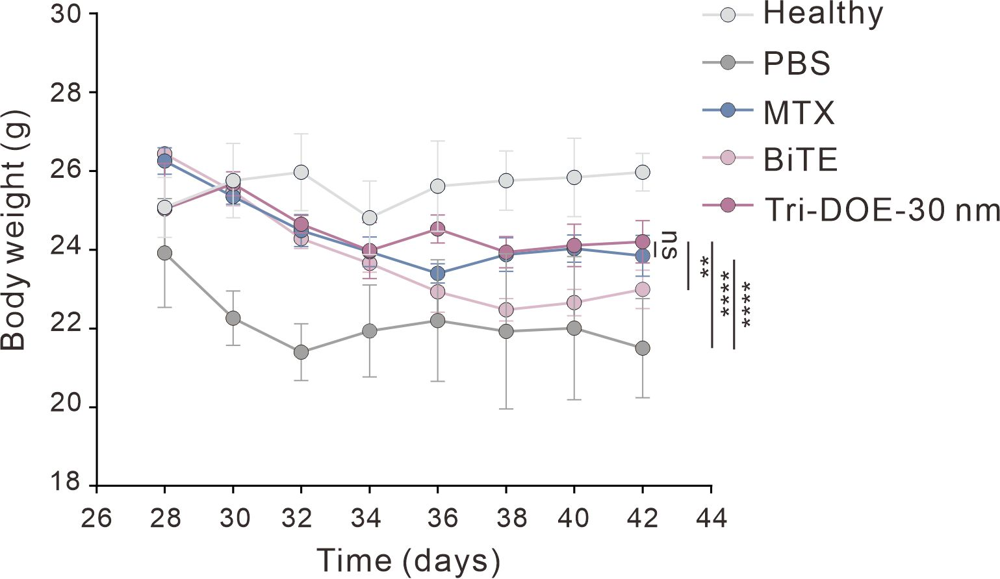 Body weight (g)
30
28
26
24
22
20
18
26 28 30 32 34 36 38 40 42 44
Time (days)
Healthy
PBS
MTX
BiTE
Tri-DOE-30 nm
ns
**
****
****